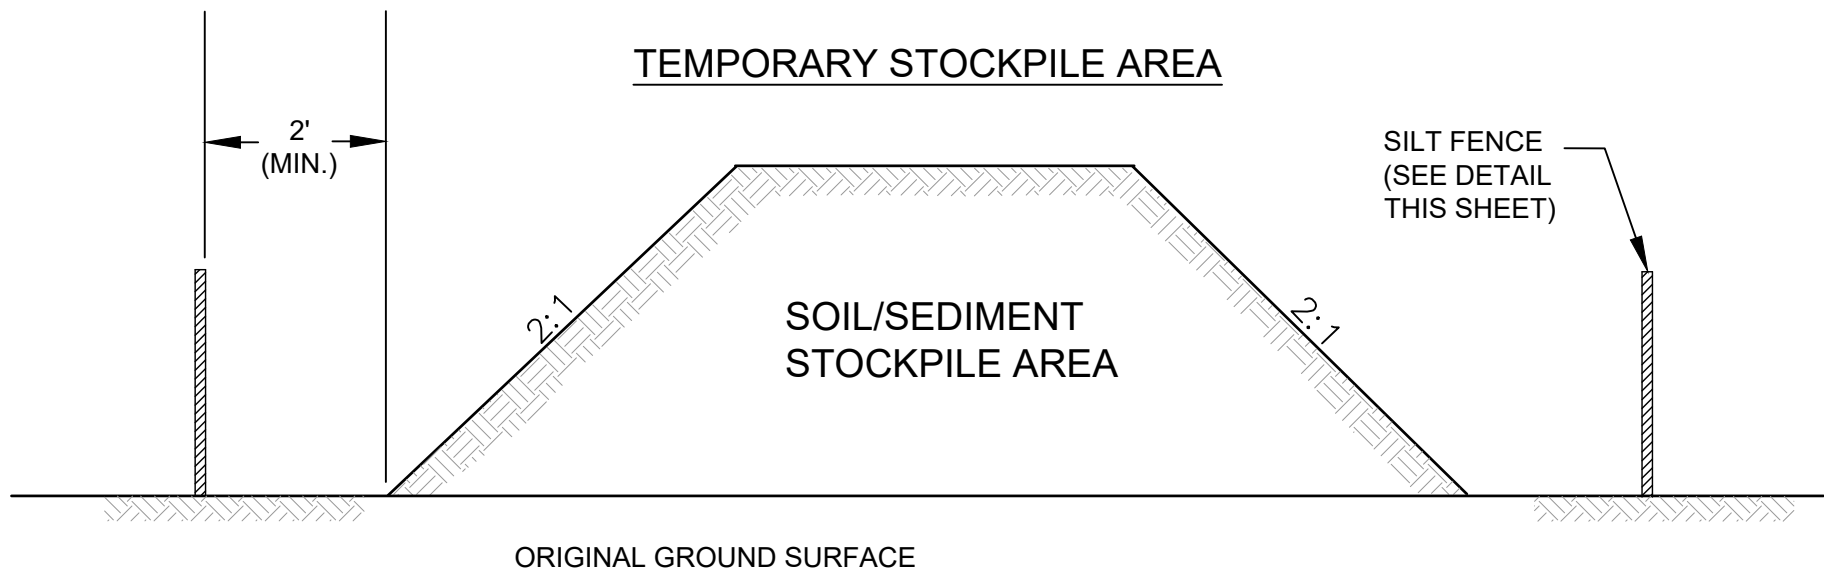 TEMPORARY STOCKPILE AREA
2'
(MIN.)
SILT FENCE
(SEE DETAIL
THIS SHEET)
2:1
SOIL/SEDIMENT
STOCKPILE AREA
2:1
ORIGINAL GROUND SURFACE